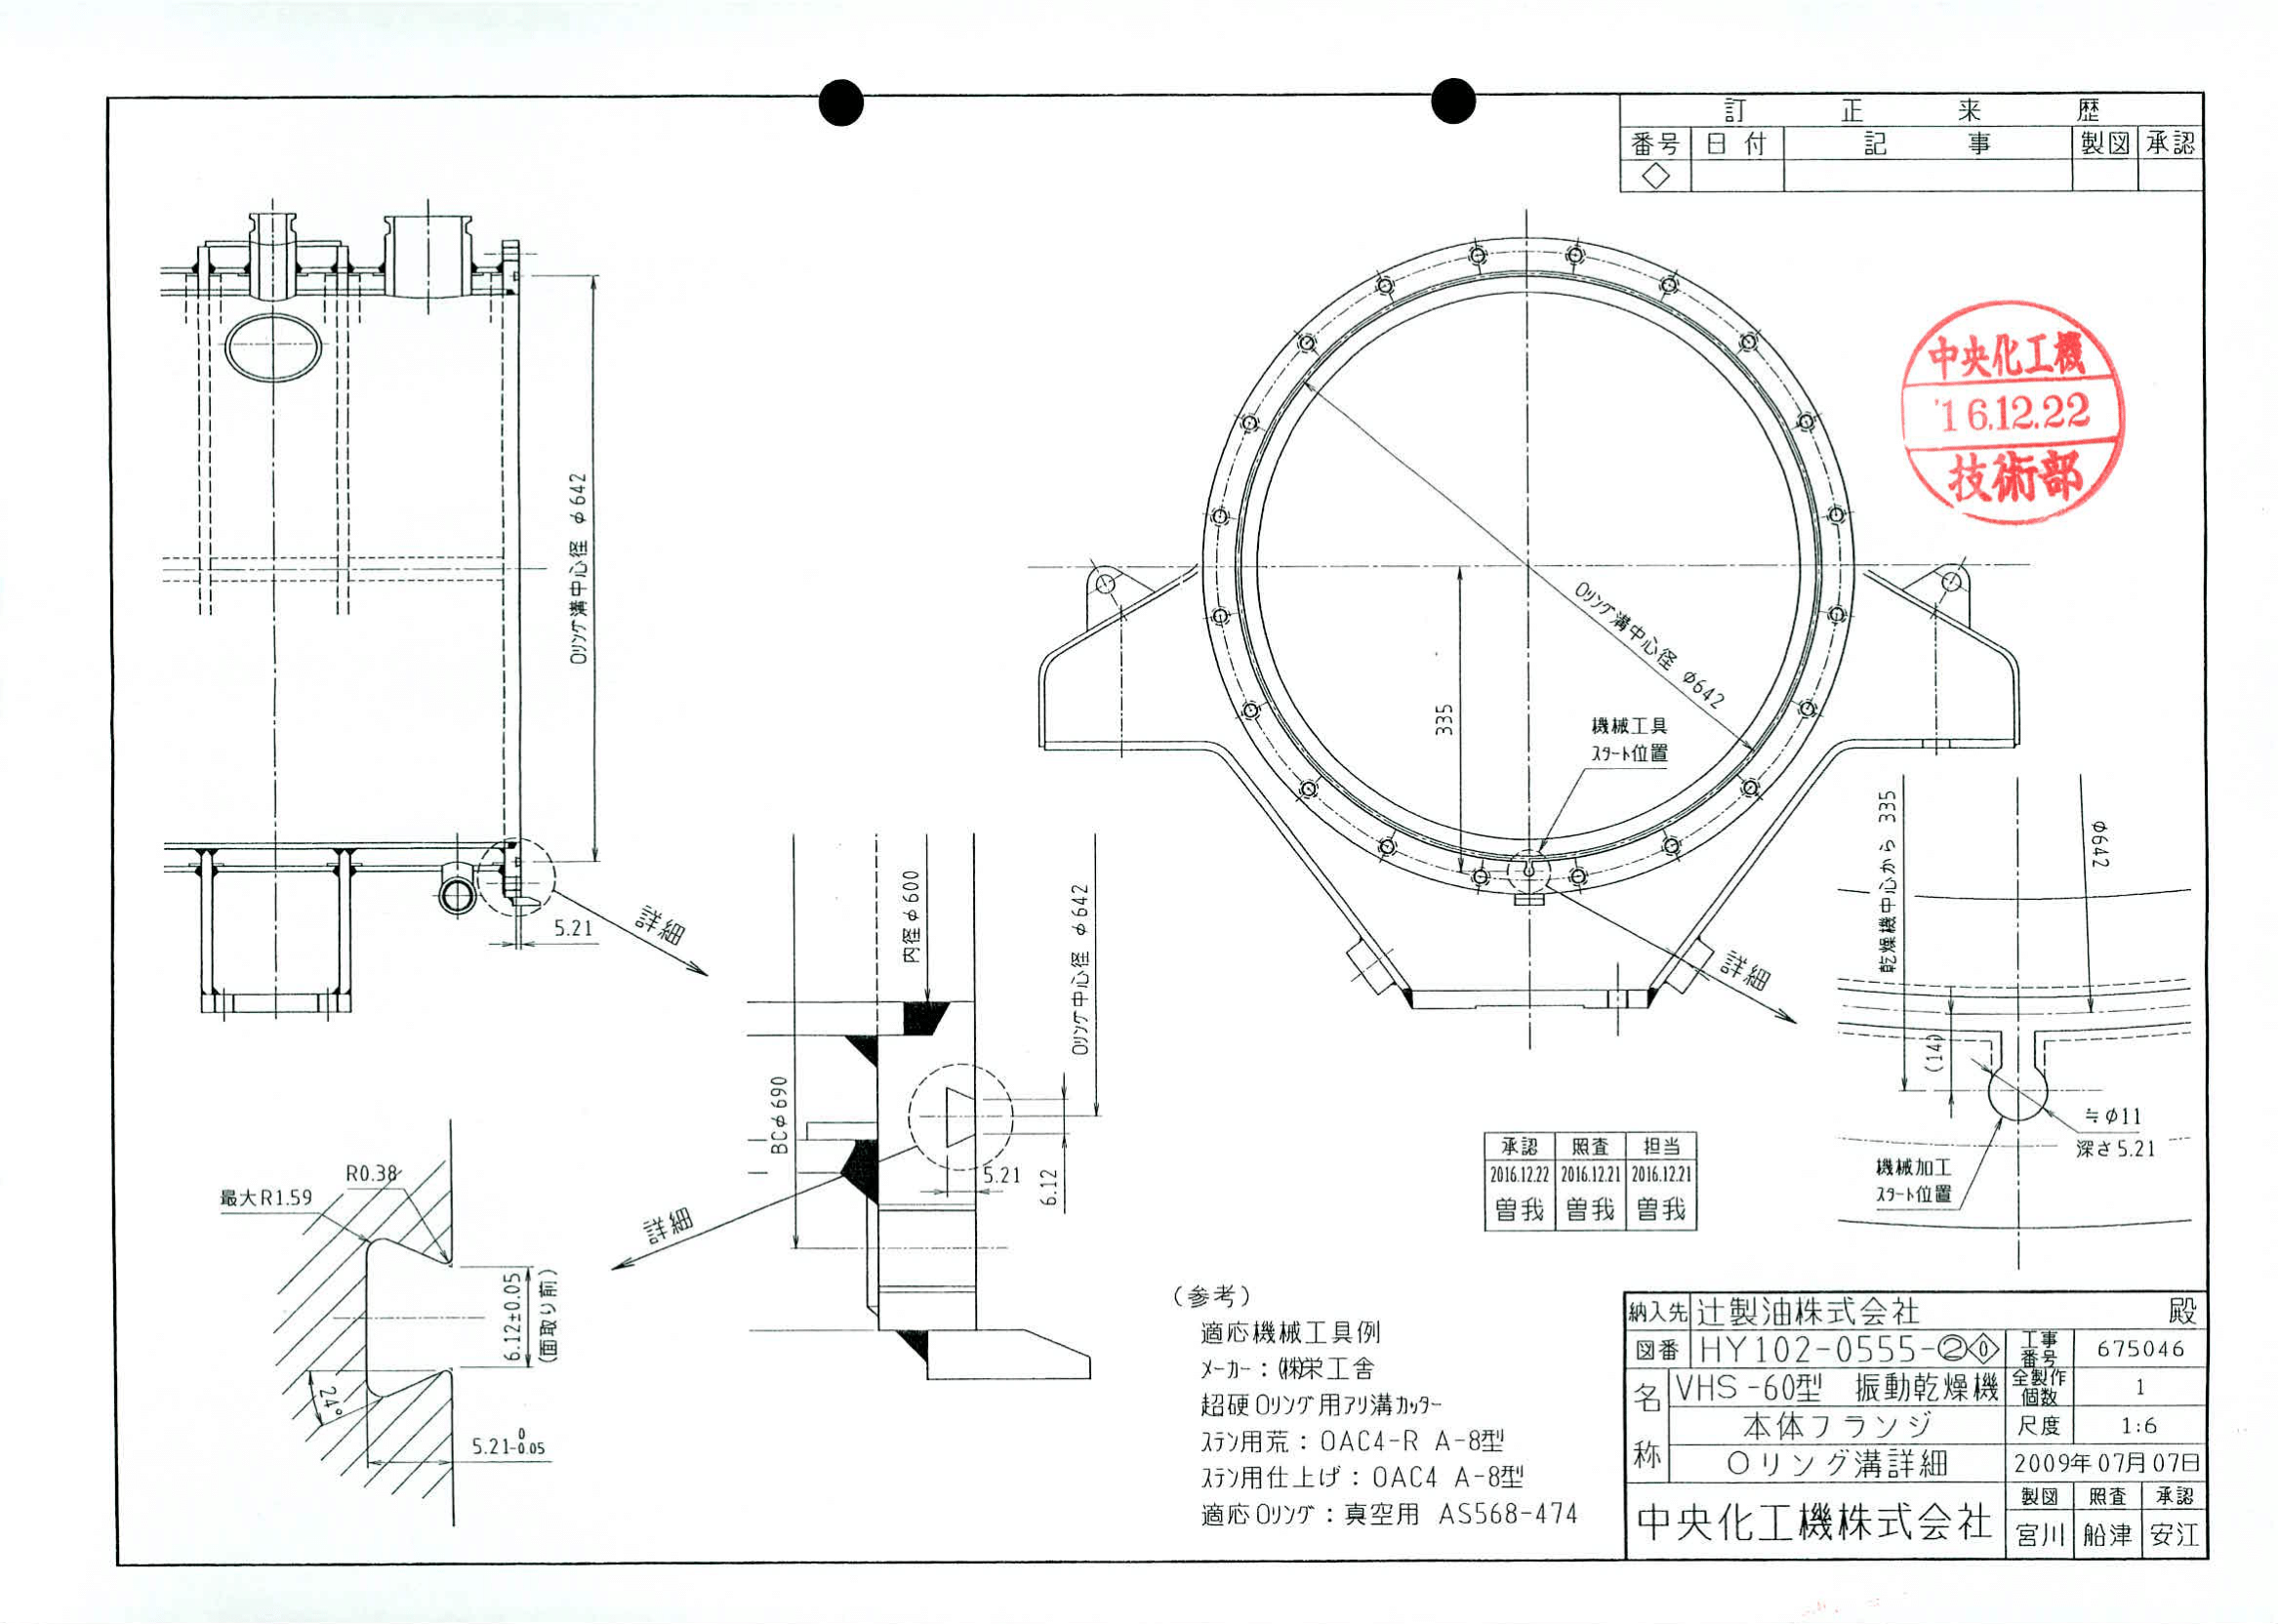 訂正来歴
番号 日付 記事 製図 承認
中央化工機
'16.12.22
技術部
Oリング溝中心径 φ642
5.21
詳細
Oリング溝中心径 φ642
335
機械工具
スタート位置
詳細
乾燥機中心から 335
φ642
(14)
≒φ11
深さ5.21
機械加工
スタート位置
内径φ600
Oリング中心径 φ642
BCφ690
5.21
6.12
詳細
R0.38
最大R1.59
6.12±0.05
(面取り前)
24°
5.21 0 -0.05
承認 照査 担当
2016.12.22 2016.12.21 2016.12.21
曽我 曽我 曽我
(参考)
適応機械工具例
メーカー：㈱栄工舎
超硬Oリング用アリ溝カッター
ステン用荒：OAC4-R A-8型
ステン用仕上げ：OAC4 A-8型
適応Oリング：真空用 AS568-474
納入先 辻製油株式会社 殿
図番 HY102-0555-②0 工事番号 675046
名称 VHS-60型 振動乾燥機 全製作個数 1
本体フランジ 尺度 1:6
Oリング溝詳細 2009年07月07日
中央化工機株式会社 製図 照査 承認
宮川 船津 安江